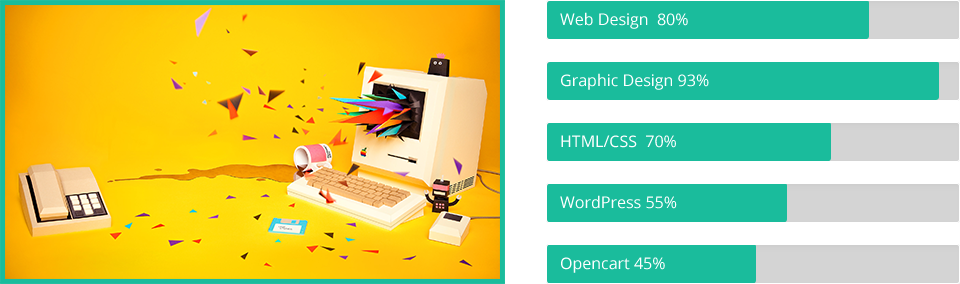 Web Design 80%
Graphic Design 93%
HTML/CSS 70%
WordPress 55%
Opencart 45%